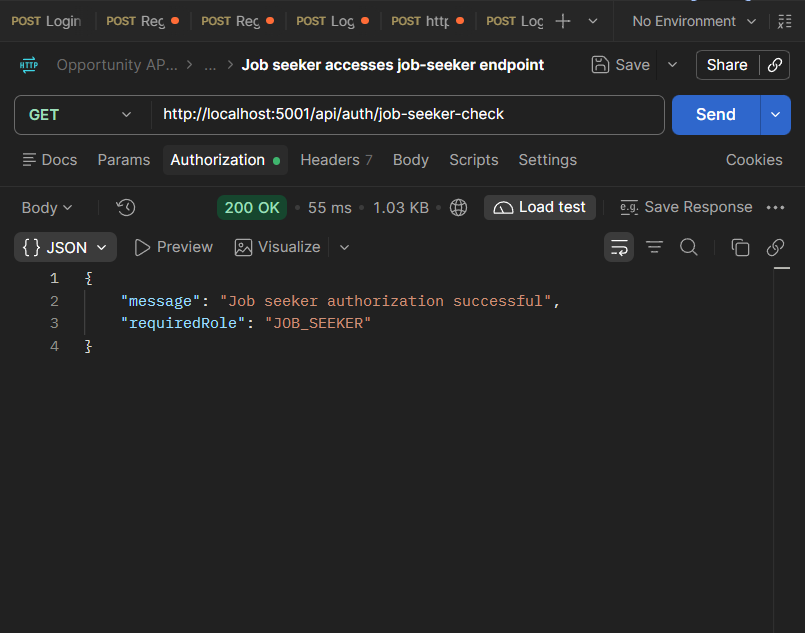 POST Login POST Reg POST Reg POST Log POST http POST Log No Environment
HTTP Opportunity AP... > ... > Job seeker accesses job-seeker endpoint Save Share
GET http://localhost:5001/api/auth/job-seeker-check Send
Docs Params Authorization Headers 7 Body Scripts Settings Cookies
Body 200 OK • 55 ms • 1.03 KB • Load test e.g. Save Response
{} JSON Preview Visualize
1 {
2 "message": "Job seeker authorization successful",
3 "requiredRole": "JOB_SEEKER"
4 }